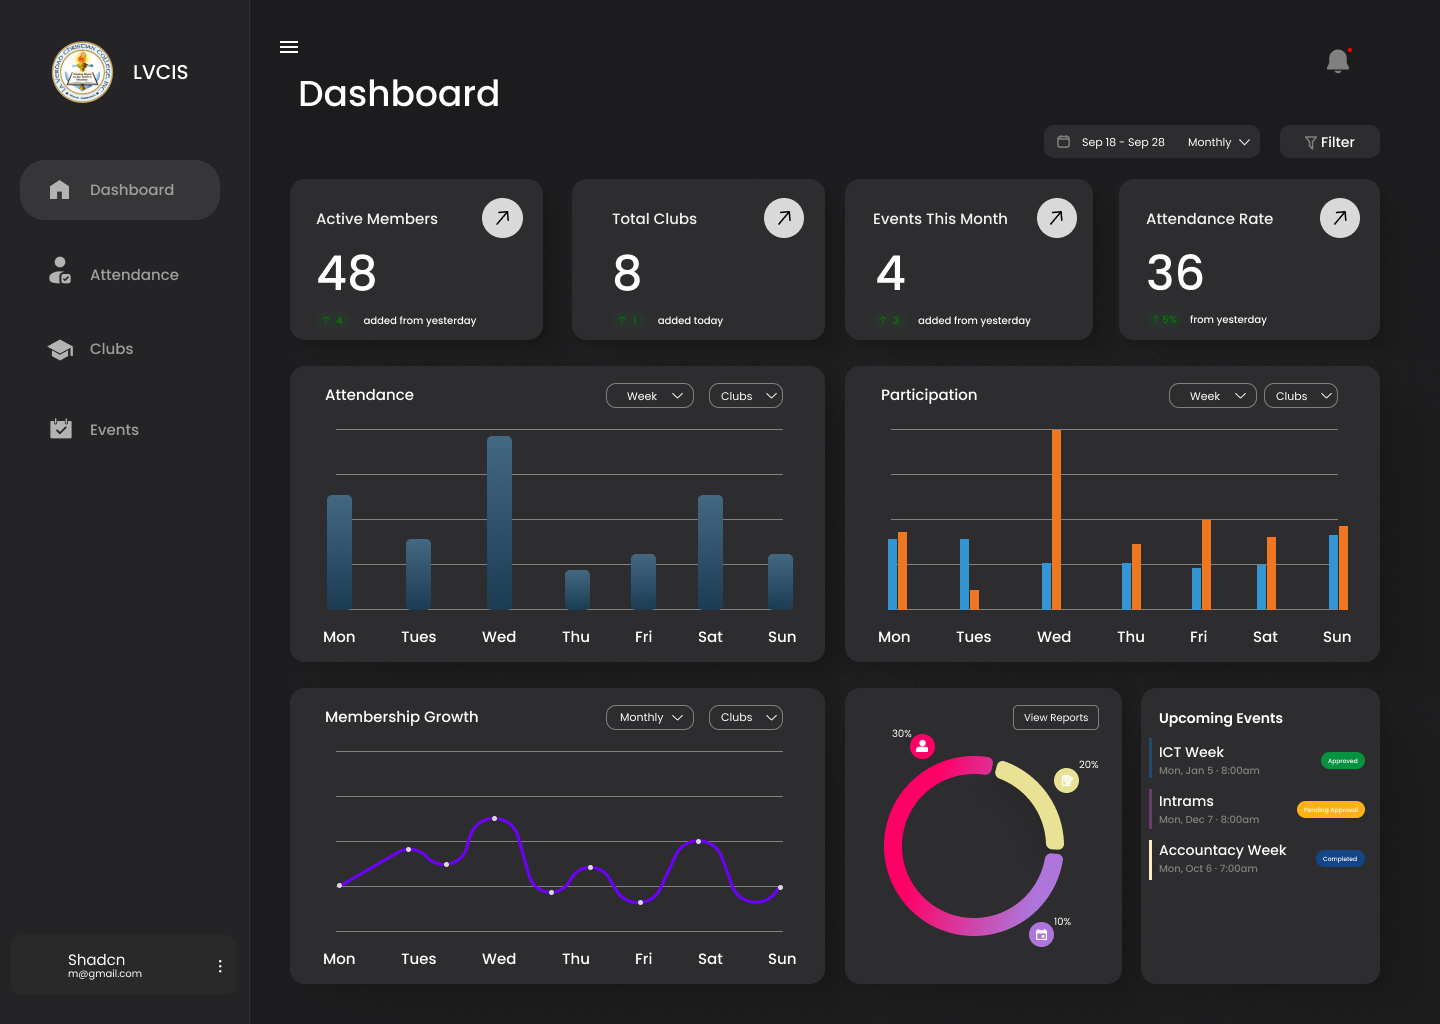 LVCIS
Dashboard
Attendance
Clubs
Events
Shadcn
m@gmail.com
Dashboard
Sep 18 - Sep 28 Monthly
Filter
Active Members
48
4 added from yesterday
Total Clubs
8
1 added today
Events This Month
4
3 added from yesterday
Attendance Rate
36
5% from yesterday
Attendance
Week
Clubs
Mon Tues Wed Thu Fri Sat Sun
Participation
Week
Clubs
Mon Tues Wed Thu Fri Sat Sun
Membership Growth
Monthly
Clubs
Mon Tues Wed Thu Fri Sat Sun
View Reports
30%
20%
10%
Upcoming Events
ICT Week
Mon, Jan 5 · 8:00am
Approved
Intrams
Mon, Dec 7 · 8:00am
Pending Approval
Accountacy Week
Mon, Oct 6 · 7:00am
Completed